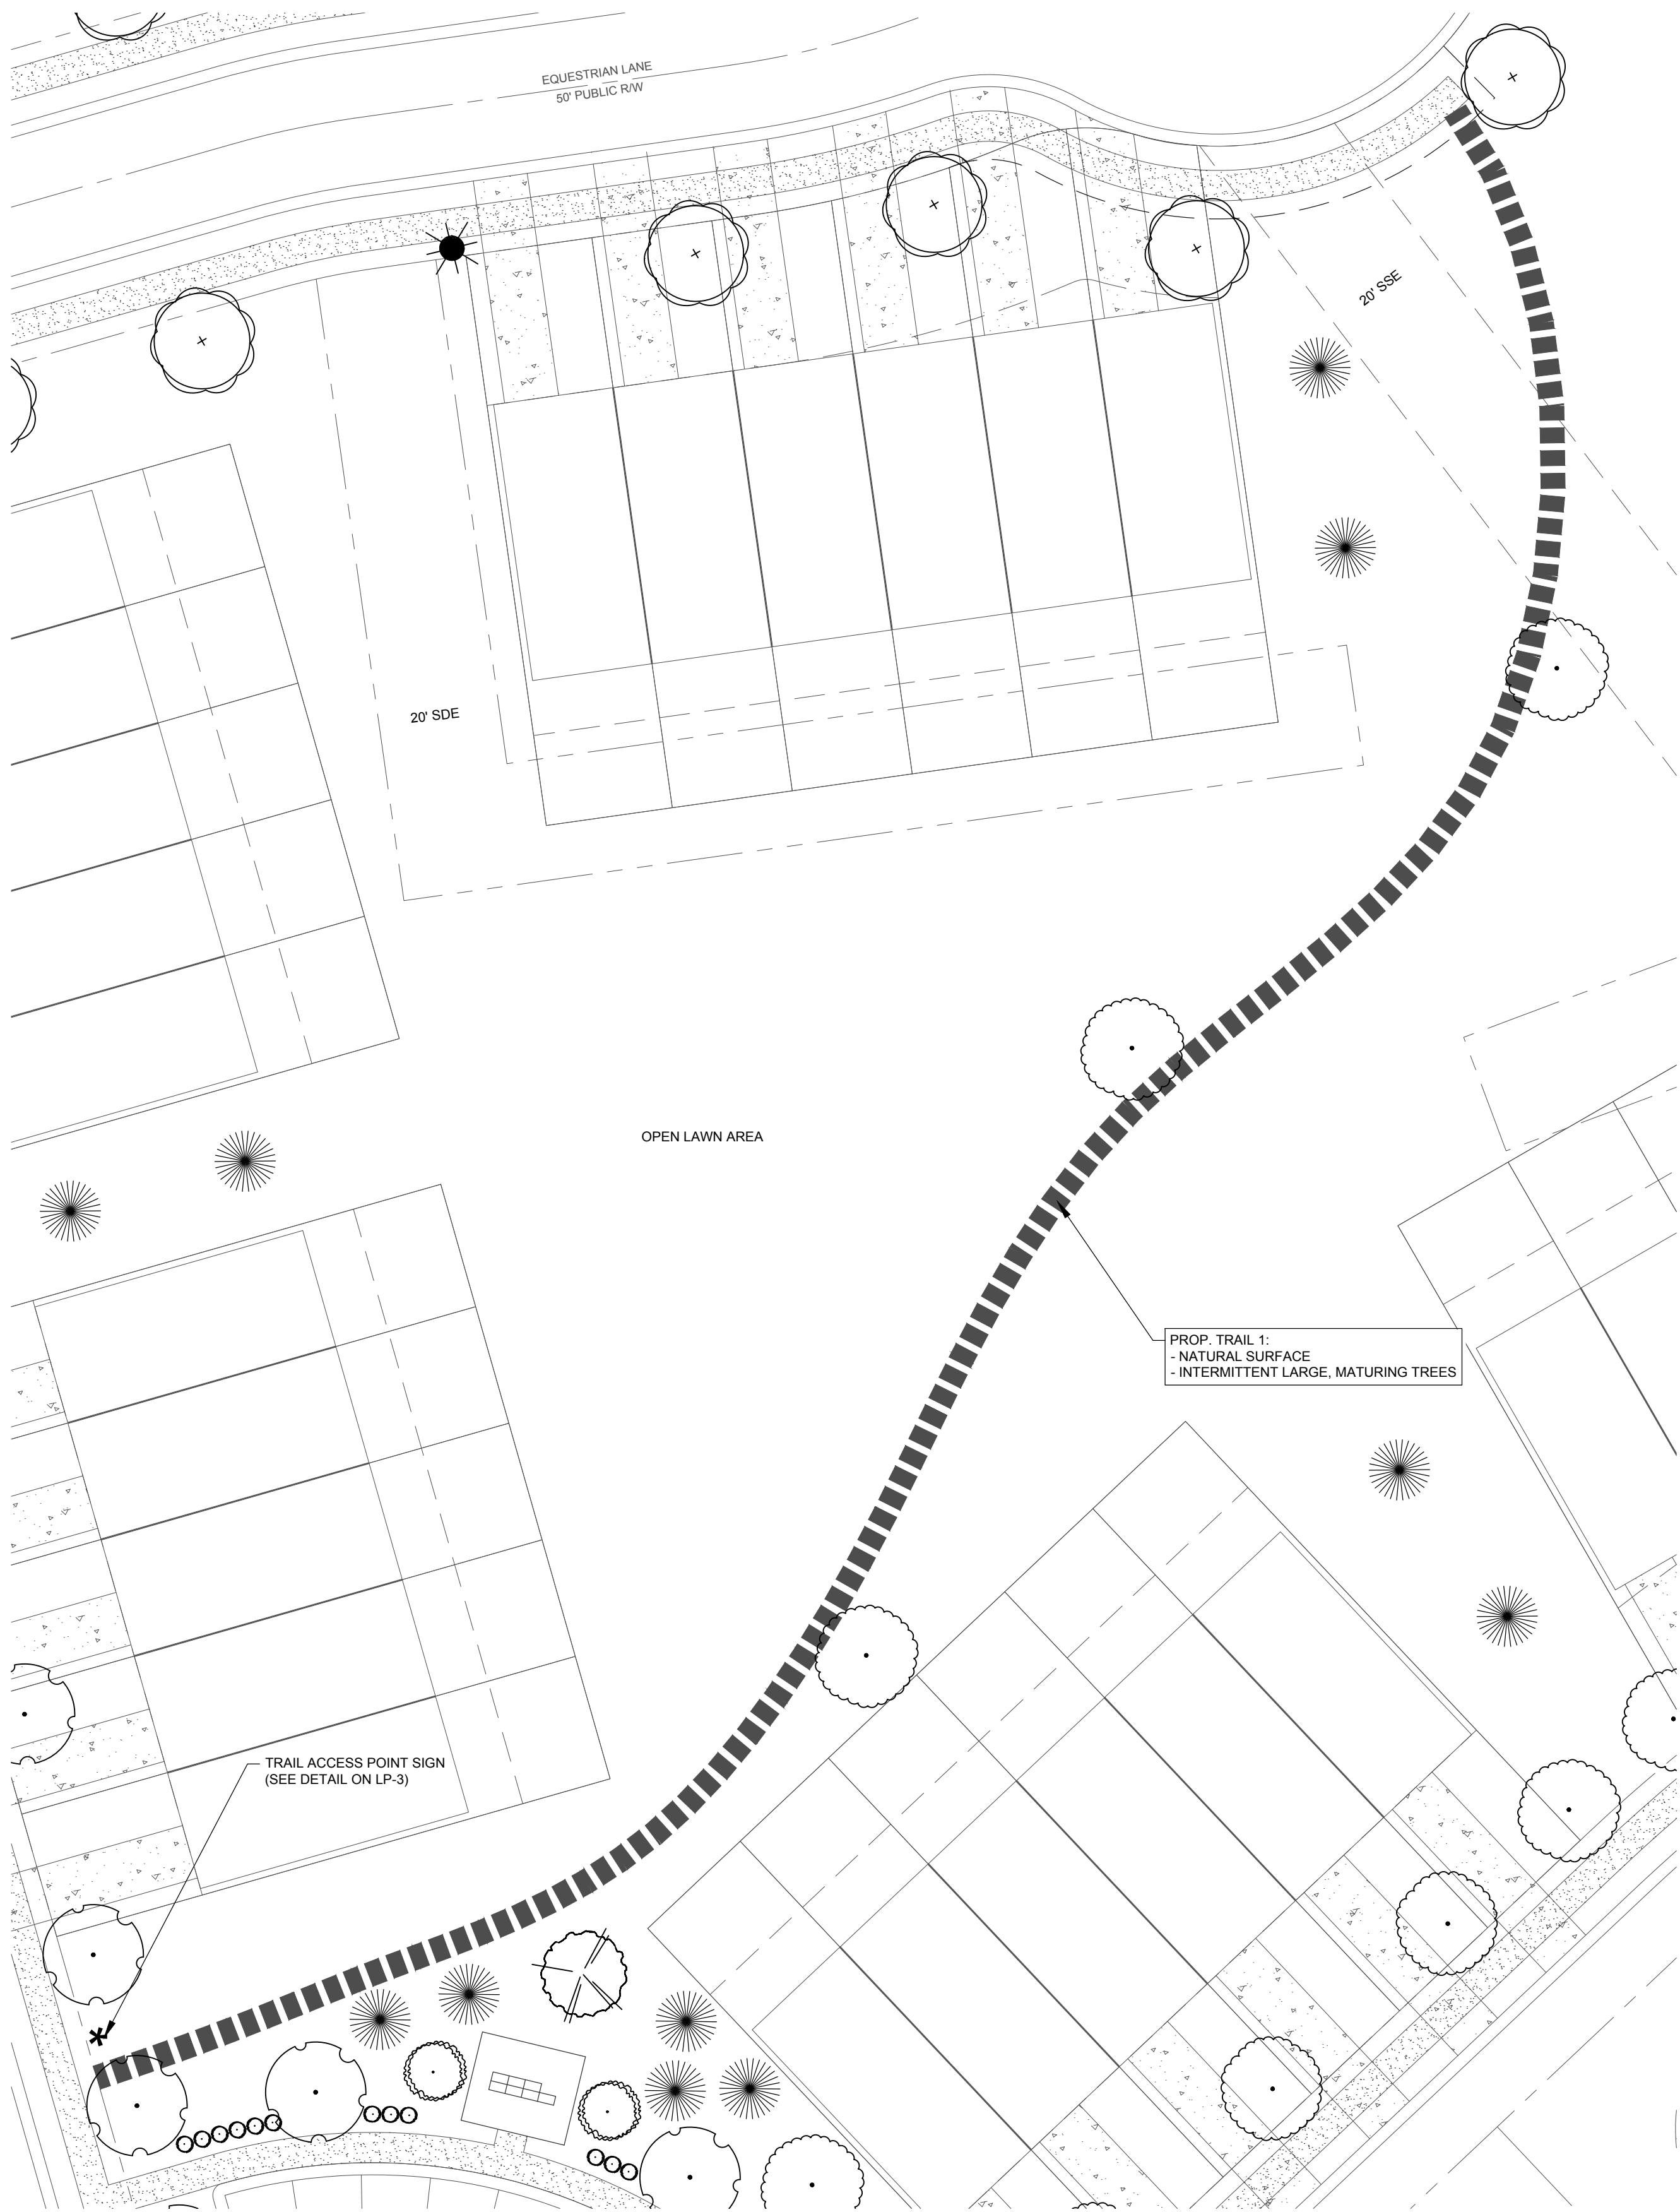 EQUESTRIAN LANE
50' PUBLIC R/W
20' SSE
20' SDE
OPEN LAWN AREA
PROP. TRAIL 1:
- NATURAL SURFACE
- INTERMITTENT LARGE, MATURING TREES
TRAIL ACCESS POINT SIGN
(SEE DETAIL ON LP-3)